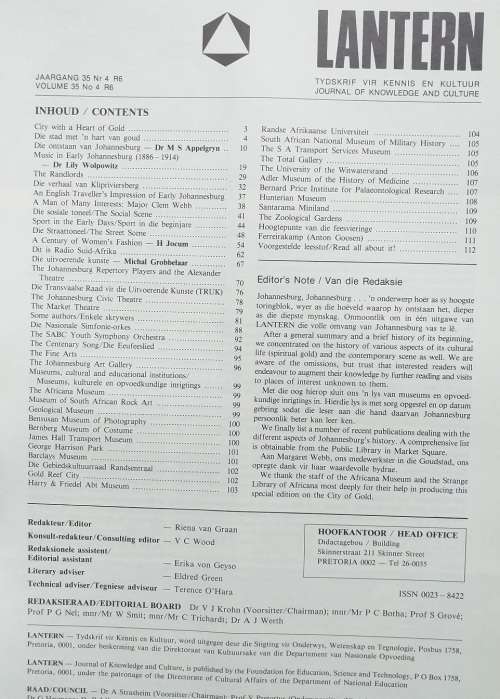 LANTERN
JAARGANG 35 Nr 4 R6
VOLUME 35 No 4 R6
TYDSKRIF VIR KENNIS EN KULTUUR
JOURNAL OF KNOWLEDGE AND CULTURE
INHOUD / CONTENTS
City with a Heart of Gold 3
Die stad met 'n hart van goud 4
Die ontstaan van Johannesburg — Dr M S Appelgryn 10
Music in Early Johannesburg (1886 – 1914)
— Dr Lily Wolpowitz 19
The Randlords 29
Die verhaal van Klipriviersberg 32
An English Traveller's Impression of Early Johannesburg 37
A Man of Many Interests: Major Clem Webb 38
Die sosiale toneel/The Social Scene 41
Sport in the Early Days/Sport in die beginjare 44
Die Straattoneel/The Street Scene 48
A Century of Women's Fashion — H Jocum 54
Dit is Radio Suid-Afrika 62
Die uitvoerende kunste — Michal Grobbelaar 67
The Johannesburg Repertory Players and the Alexander
Theatre 70
Die Transvaalse Raad vir die Uitvoerende Kunste (TRUK) 76
The Johannesburg Civic Theatre 78
The Market Theatre 79
Some authors/Enkele skrywers 81
Die Nasionale Simfonie-orkes 88
The SABC Youth Symphony Orchestra 92
The Centenary Song/Die Eeufeeslied 94
The Fine Arts 95
The Johannesburg Art Gallery 96
Museums, cultural and educational institutions/
Museums, kulturele en opvoedkundige inrigtings 99
The Africana Museum 99
Museum of South African Rock Art 99
Geological Museum 99
Bensusan Museum of Photography 100
Bernberg Museum of Costume 100
James Hall Transport Museum 100
George Harrison Park 101
Barclays Museum 101
Die Gebiedskultuurraad Randsentraal 102
Gold Reef City 102
Harry & Friedel Abt Museum 103
Randse Afrikaanse Universiteit 104
South African National Museum of Military History 105
The S A Transport Services Museum 105
The Total Gallery 105
The University of the Witwatersrand 106
Adler Museum of the History of Medicine 107
Bernard Price Institute for Palaeontological Research 107
Hunterian Museum 108
Santarama Miniland 109
The Zoological Gardens 109
Hoogtepunte van die feesvieringe 110
Ferreirakamp (Anton Goosen) 111
Voorgestelde leesstof/Read all about it! 112
Editor's Note / Van die Redaksie
Johannesburg, Johannesburg . . . 'n onderwerp hoer as sy hoogste
toringblok, wyer as die heuweld waarop hy ontstaan het, dieper
as die diepste mynskag. Onmoontlik om in één uitgawe van
LANTERN die volle omvang van Johannesburg vas te lê.
After a general summary and a brief history of its beginning,
we concentrated on the history of various aspects of its cultural
life (spiritual gold) and the contemporary scene as well. We are
aware of the omissions, but trust that interested readers will
endeavour to augment their knowledge by further reading and visits
to places of interest unknown to them.
Met die oog hierop sluit ons 'n lys van museums en opvoed-
kundige inrigtings in. Hierdie lys is met sorg opgestel en op datum
gebring sodat die leser aan die hand daarvan Johannesburg
persoonlik beter kan leer ken.
We finally list a number of recent publications dealing with the
different aspects of Johannesburg's history. A comprehensive list
is obtainable from the Public Library in Market Square.
Aan Margaret Webb, ons medewerkster in die Goudstad, ons
opregte dank vir haar waardevolle bydrae.
We thank the staff of the Africana Museum and the Strange
Library of Africana most deeply for their help in producing this
special edition on the City of Gold.
Redakteur/Editor — Riena van Graan
Konsult-redakteur/Consulting editor — V C Wood
Redaksionele assistent/
Editorial assistant — Erika von Geyso
Literary adviser — Eldred Green
Technical adviser/Tegniese adviseur — Terence O'Hara
HOOFKANTOOR / HEAD OFFICE
Didactagebou / Building
Skinnerstraat 211 Skinner Street
PRETORIA 0002 — Tel 26-0055
ISSN 0023 – 8422
REDAKSIERAAD/EDITORIAL BOARD Dr V J Krohn (Voorsitter/Chairman); mnr/Mr P C Botha; Prof S Grové;
Prof P G Nel; mnr/Mr W Smit; mnr/Mr C Trichardt; Dr A J Werth
LANTERN — Tydskrif vir Kennis en Kultuur, word uitgegee deur die Stigting vir Onderwys, Wetenskap en Tegnologie, Posbus 1758,
Pretoria, 0001, onder beskerming van die Direktoraat van Kultuursake van die Departement van Nasionale Opvoeding
LANTERN — Journal of Knowledge and Culture, is published by the Foundation for Education, Science and Technology, P O Box 1758,
Pretoria, 0001, under the patronage of the Directorate of Cultural Affairs of the Department of National Education.
RAAD/COUNCIL — Dr A Strasheim (Voorsitter/Chairman);